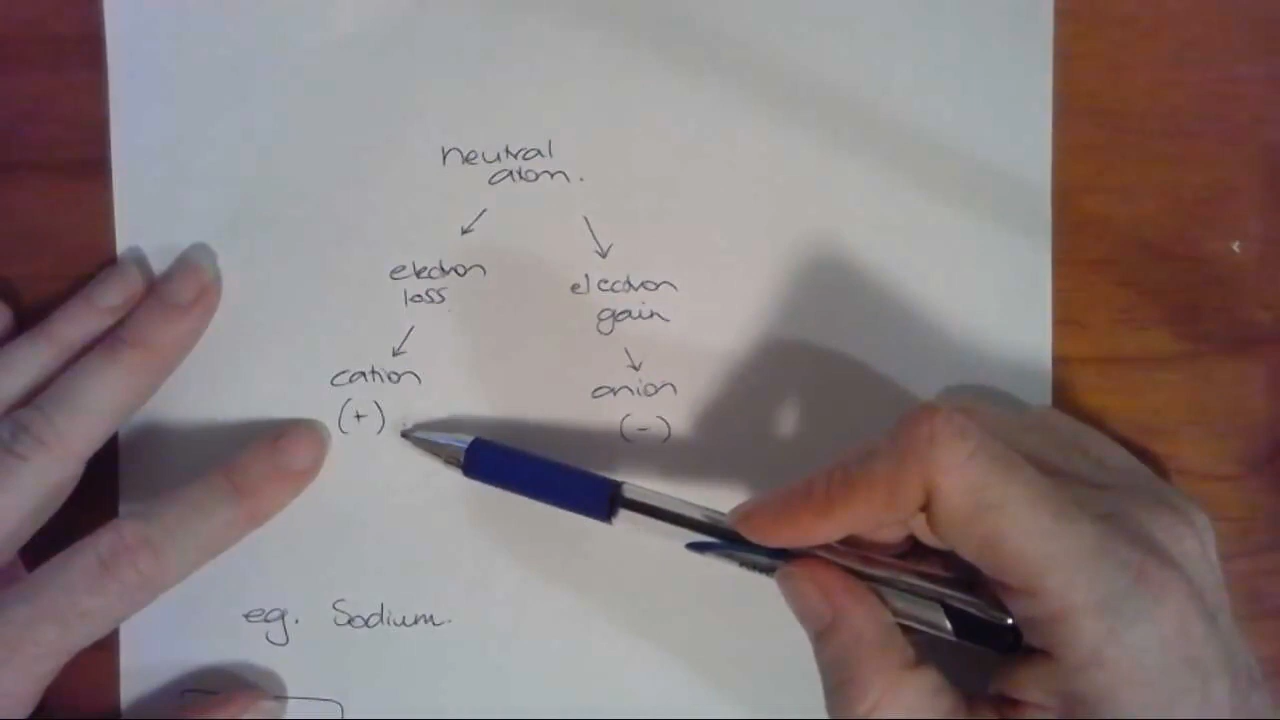 neutral
atom.
electron
loss
electron
gain
cation
(+)
anion
(-)
eg. Sodium.